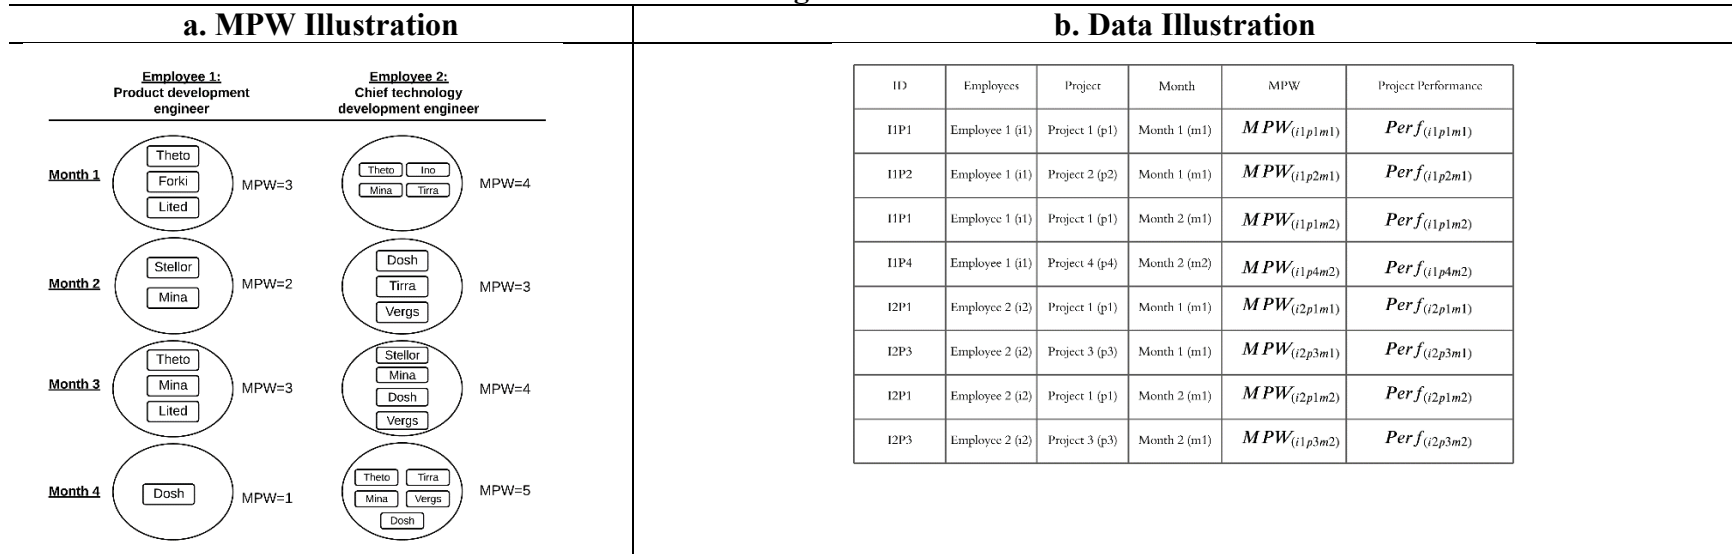 a. MPW Illustration
b. Data Illustration
Employee 1:
Product development
engineer
Employee 2:
Chief technology
development engineer
Month 1
Theto
Forki
Lited
MPW=3
Theto Ino
Mina Tirra
MPW=4
Month 2
Stellor
Mina
MPW=2
Dosh
Tirra
Vergs
MPW=3
Month 3
Theto
Mina
Lited
MPW=3
Stellor
Mina
Dosh
Vergs
MPW=4
Month 4
Dosh
MPW=1
Theto Tirra
Mina Vergs
Dosh
MPW=5
ID Employees Project Month MPW Project Performance
I1P1 Employee 1 (i1) Project 1 (p1) Month 1 (m1) MPW(i1p1m1) Perf(i1p1m1)
I1P2 Employee 1 (i1) Project 2 (p2) Month 1 (m1) MPW(i1p2m1) Perf(i1p2m1)
I1P1 Employee 1 (i1) Project 1 (p1) Month 2 (m1) MPW(i1p1m2) Perf(i1p1m2)
I1P4 Employee 1 (i1) Project 4 (p4) Month 2 (m2) MPW(i1p4m2) Perf(i1p4m2)
I2P1 Employee 2 (i2) Project 1 (p1) Month 1 (m1) MPW(i2p1m1) Perf(i2p1m1)
I2P3 Employee 2 (i2) Project 3 (p3) Month 1 (m1) MPW(i2p3m1) Perf(i2p3m1)
I2P1 Employee 2 (i2) Project 1 (p1) Month 2 (m1) MPW(i2p1m2) Perf(i2p1m2)
I2P3 Employee 2 (i2) Project 3 (p3) Month 2 (m1) MPW(i1p3m2) Perf(i2p3m2)